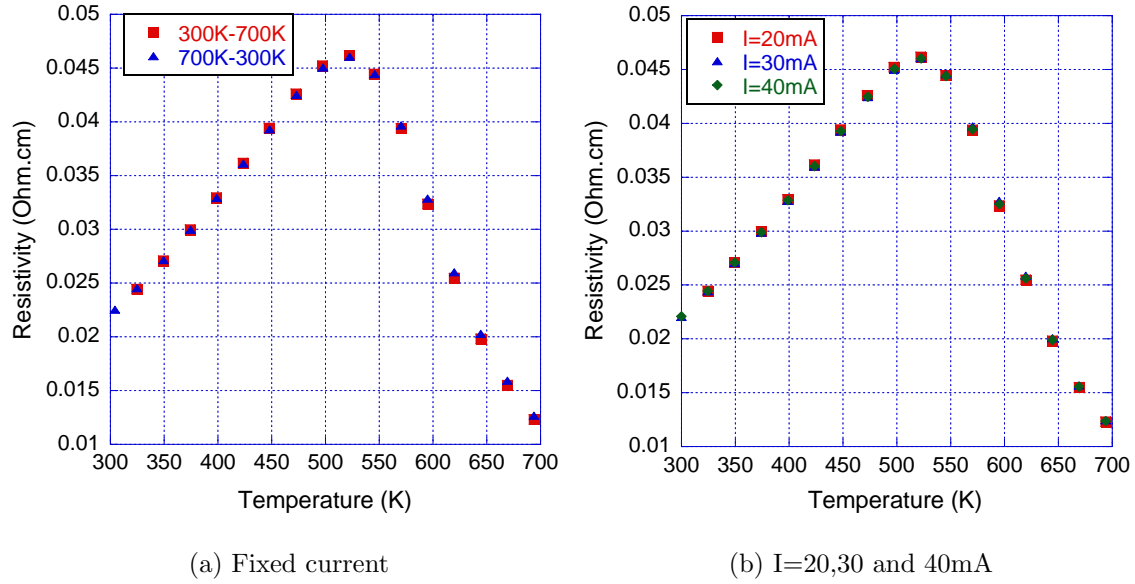 0.05
0.045
0.04
0.035
0.03
0.025
0.02
0.015
0.01
Resistivity (Ohm.cm)
300K-700K
700K-300K
300 350 400 450 500 550 600 650 700
Temperature (K)
(a) Fixed current
0.05
0.045
0.04
0.035
0.03
0.025
0.02
0.015
0.01
Resistivity (Ohm.cm)
I=20mA
I=30mA
I=40mA
300 350 400 450 500 550 600 650 700
Temperature (K)
(b) I=20,30 and 40mA